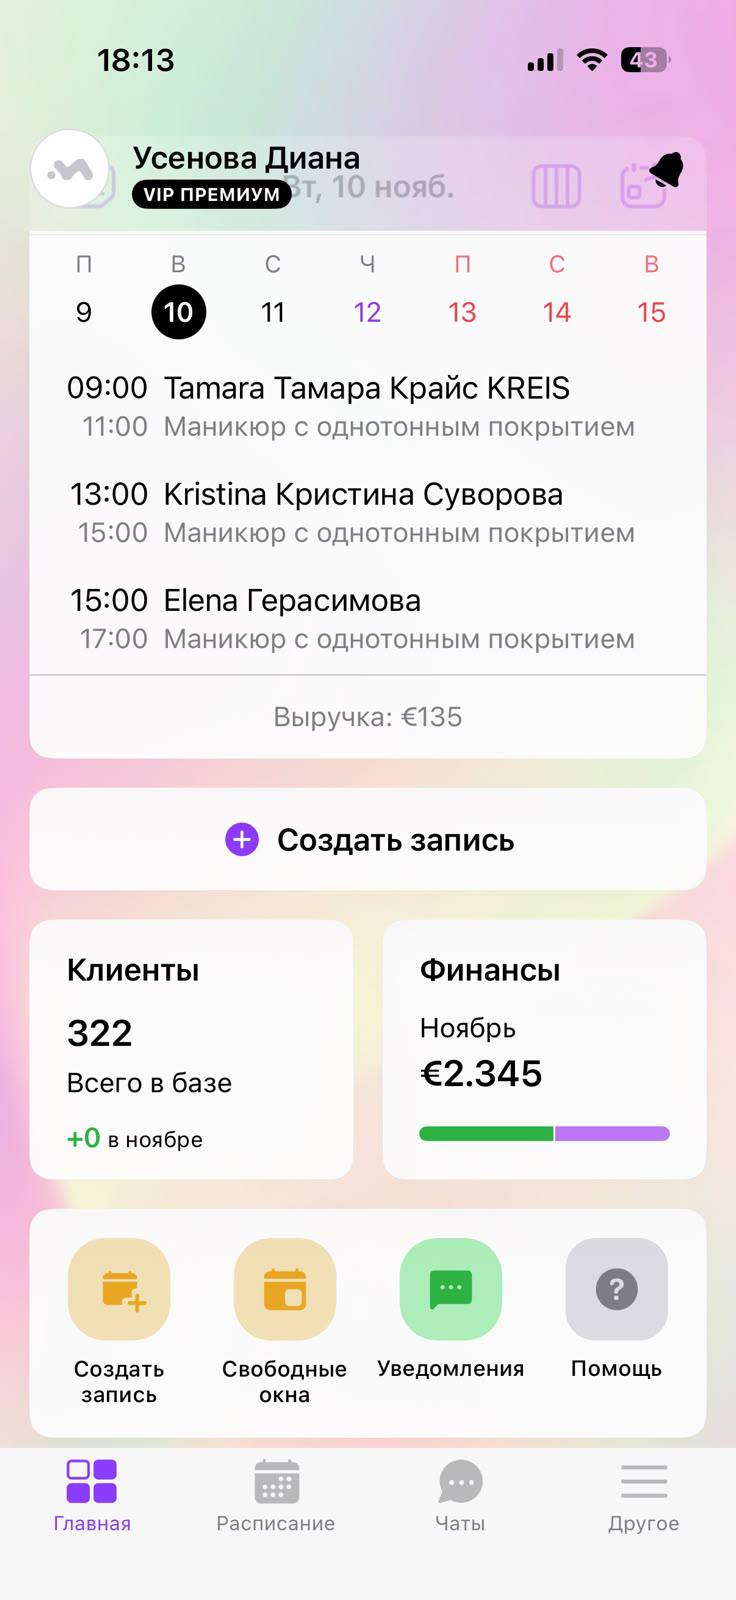 18:13
43
Усенова Диана
VIP ПРЕМИУМ
Вт, 10 нояб.
П В С Ч П С В
9 10 11 12 13 14 15
09:00 Tamara Тамара Крайс KREIS
11:00 Маникюр с однотонным покрытием
13:00 Kristina Кристина Суворова
15:00 Маникюр с однотонным покрытием
15:00 Elena Герасимова
17:00 Маникюр с однотонным покрытием
Выручка: €135
Создать запись
Клиенты
322
Всего в базе
+0 в ноябре
Финансы
Ноябрь
€2.345
Создать запись
Свободные окна
Уведомления
Помощь
Главная
Расписание
Чаты
Другое